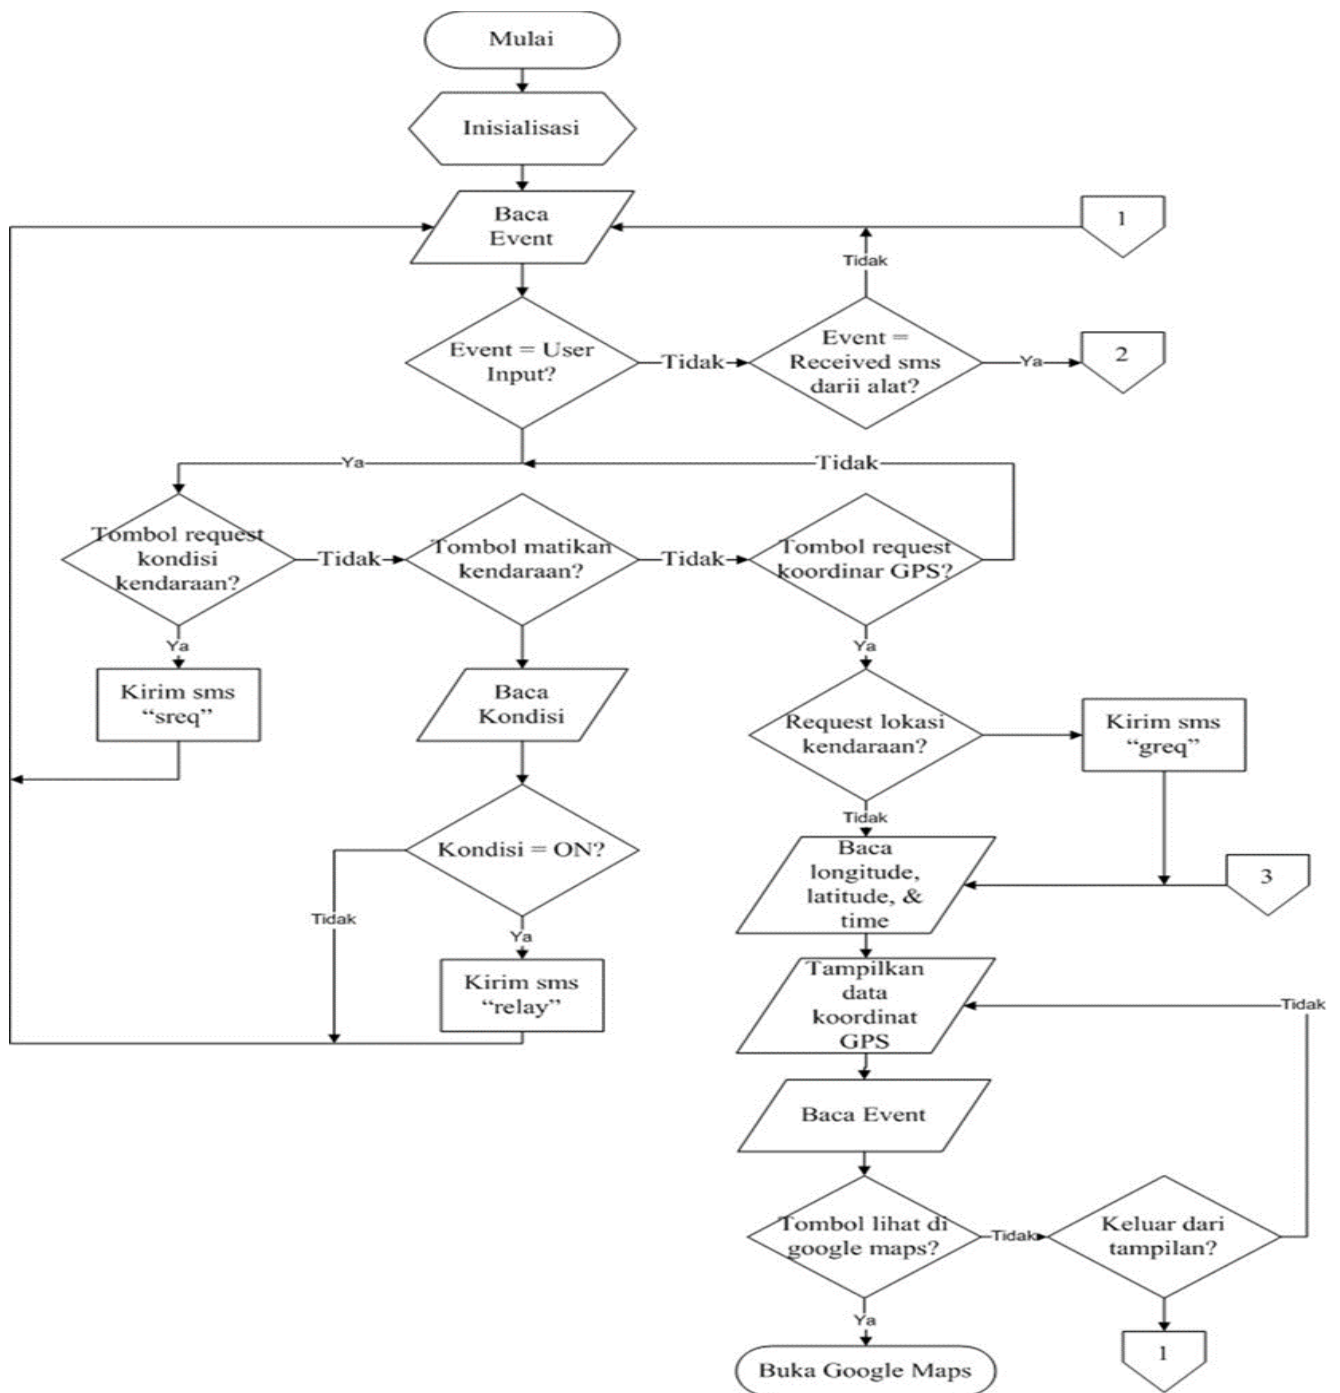 Mulai
Inisialisasi
Baca
Event
1
Tidak
Event = User
Input?
Tidak
Event =
Received sms
darii alat?
Ya
2
Ya
Tidak
Tombol request
kondisi
kendaraan?
Tidak
Tombol matikan
kendaraan?
Tidak
Tombol request
koordinar GPS?
Ya
Ya
Kirim sms
“sreq”
Baca
Kondisi
Request lokasi
kendaraan?
Kirim sms
“greq”
Tidak
Kondisi = ON?
Baca
longitude,
latitude, &
time
3
Tidak
Ya
Kirim sms
“relay”
Tampilkan
data
koordinat
GPS
Tidak
Baca Event
Tombol lihat di
google maps?
Tidak
Keluar dari
tampilan?
Ya
Buka Google Maps
1